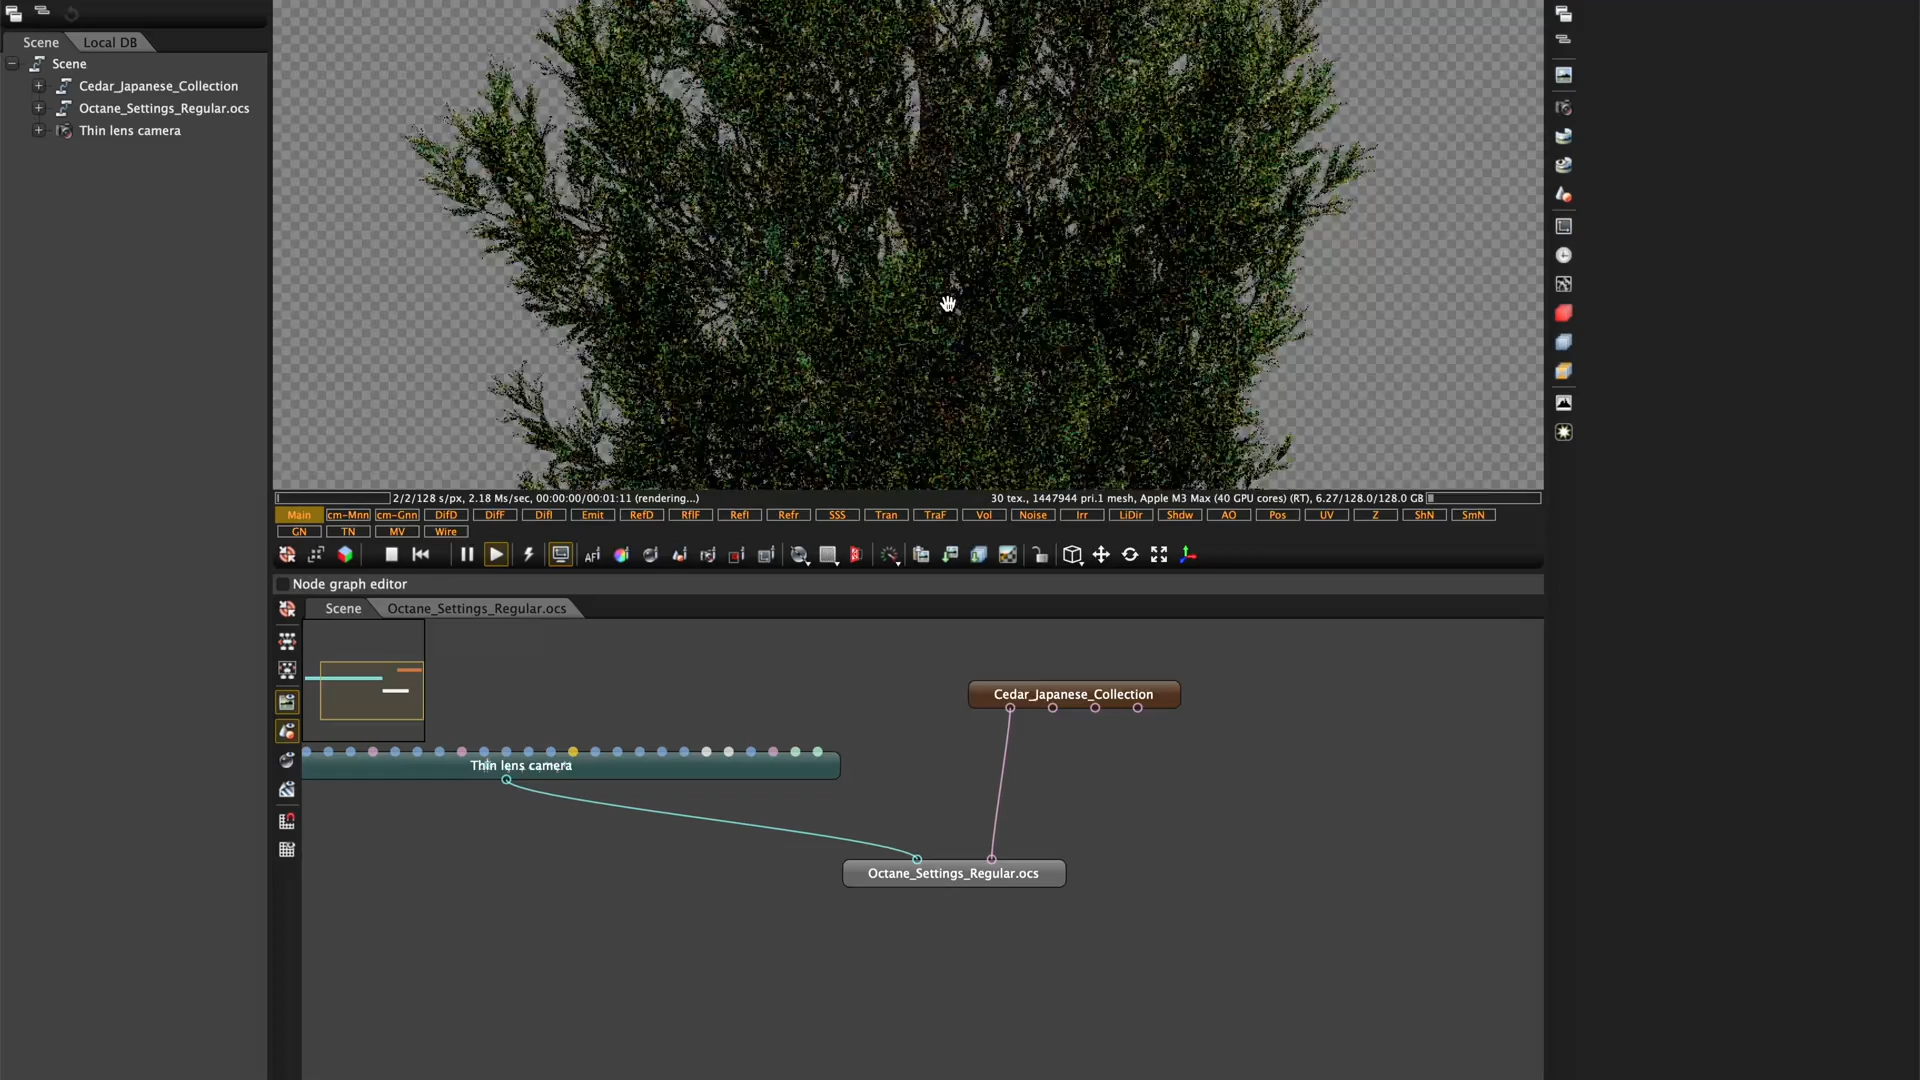 Scene Local DB
Scene
Cedar_Japanese_Collection
Octane_Settings_Regular.ocs
Thin lens camera
2/2/128 s/px, 2.18 Ms/sec, 00:00:00/00:01:11 (rendering...) 30 tex., 1447944 pri.1 mesh, Apple M3 Max (40 GPU cores) (RT), 6.27/128.0/128.0 GB
Main cm-Mnn cm-Gnn DifD DifF DifI Emit RefD RflF RefI Refr SSS Tran TraF Vol Noise Irr LiDir Shdw AO Pos UV Z ShN SmN
GN TN MV Wire
AF
Node graph editor
Scene Octane_Settings_Regular.ocs
Cedar_Japanese_Collection
Thin lens camera
Octane_Settings_Regular.ocs